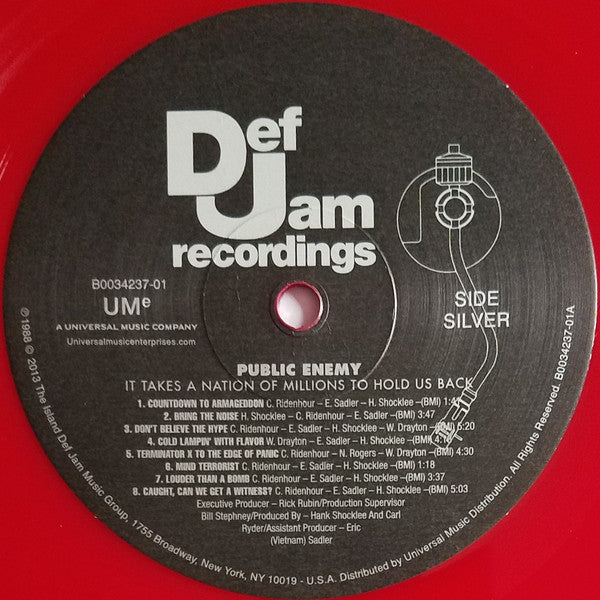 Def
Jam
recordings
B0034237-01
UMe
A UNIVERSAL MUSIC COMPANY
Universalmusicenterprises.com
SIDE
SILVER
PUBLIC ENEMY
IT TAKES A NATION OF MILLIONS TO HOLD US BACK
1. COUNTDOWN TO ARMAGEDDON C. Ridenhour – E. Sadler – H. Shocklee –(BMI)
2. BRING THE NOISE H. Shocklee – C. Ridenhour – E. Sadler –(BMI) 3:47
3. DON'T BELIEVE THE HYPE C. Ridenhour – E. Sadler – H. Shocklee – W. Drayton –(BMI) 5:20
4. COLD LAMPIN' WITH FLAVOR W. Drayton – E. Sadler – H. Shocklee –(BMI)
5. TERMINATOR X TO THE EDGE OF PANIC C. Ridenhour – N. Rogers – W. Drayton –(BMI) 4:30
6. MIND TERRORIST C. Ridenhour – E. Sadler – H. Shocklee –(BMI) 1:18
7. LOUDER THAN A BOMB C. Ridenhour – E. Sadler – H. Shocklee –(BMI) 3:37
8. CAUGHT, CAN WE GET A WITNESS? C. Ridenhour – E. Sadler – H. Shocklee –(BMI) 5:03
Executive Producer – Rick Rubin/Production Supervisor
Bill Stephney/Produced By – Hank Shocklee And Carl
Ryder/Assistant Producer – Eric
(Vietnam) Sadler
℗ 1988 © 2013 The Island Def Jam Music Group, 1755 Broadway, New York, NY 10019 - U.S.A. Distributed by Universal Music Distribution. All Rights Reserved. B0034237-01A